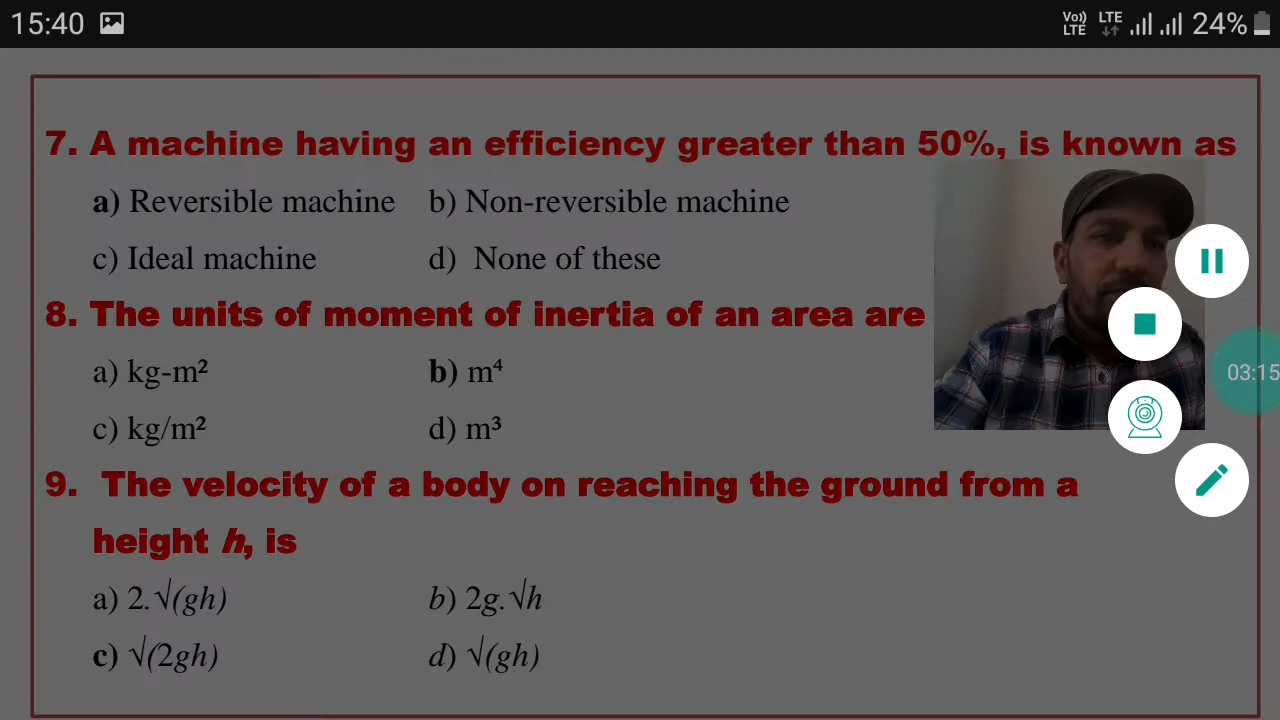 15:40 Vo)) LTE LTE 24%
7. A machine having an efficiency greater than 50%, is known as
a) Reversible machine b) Non-reversible machine
c) Ideal machine d) None of these
8. The units of moment of inertia of an area are
a) kg-m² b) m⁴
03:15
c) kg/m² d) m³
9. The velocity of a body on reaching the ground from a
height h, is
a) 2.√(gh) b) 2g.√h
c) √(2gh) d) √(gh)